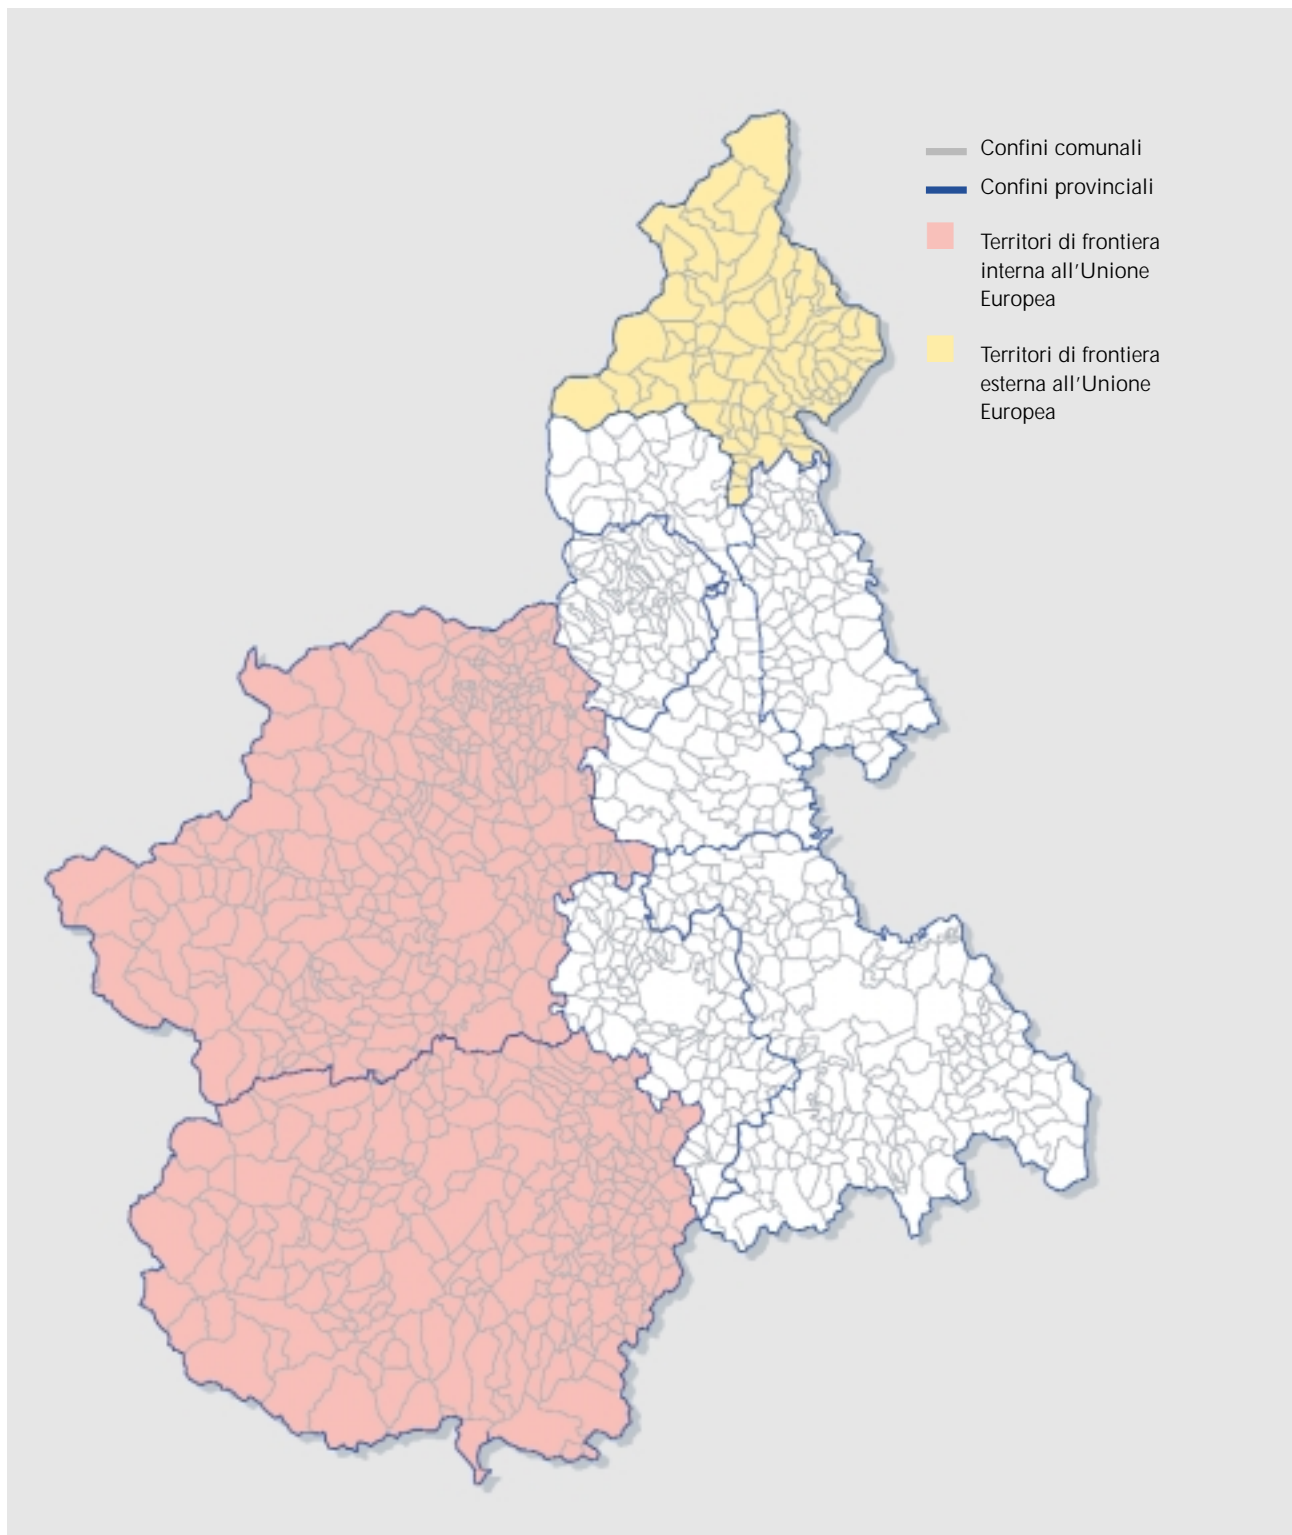 Confini comunali
Confini provinciali
Territori di frontiera
interna all'Unione
Europea
Territori di frontiera
esterna all'Unione
Europea